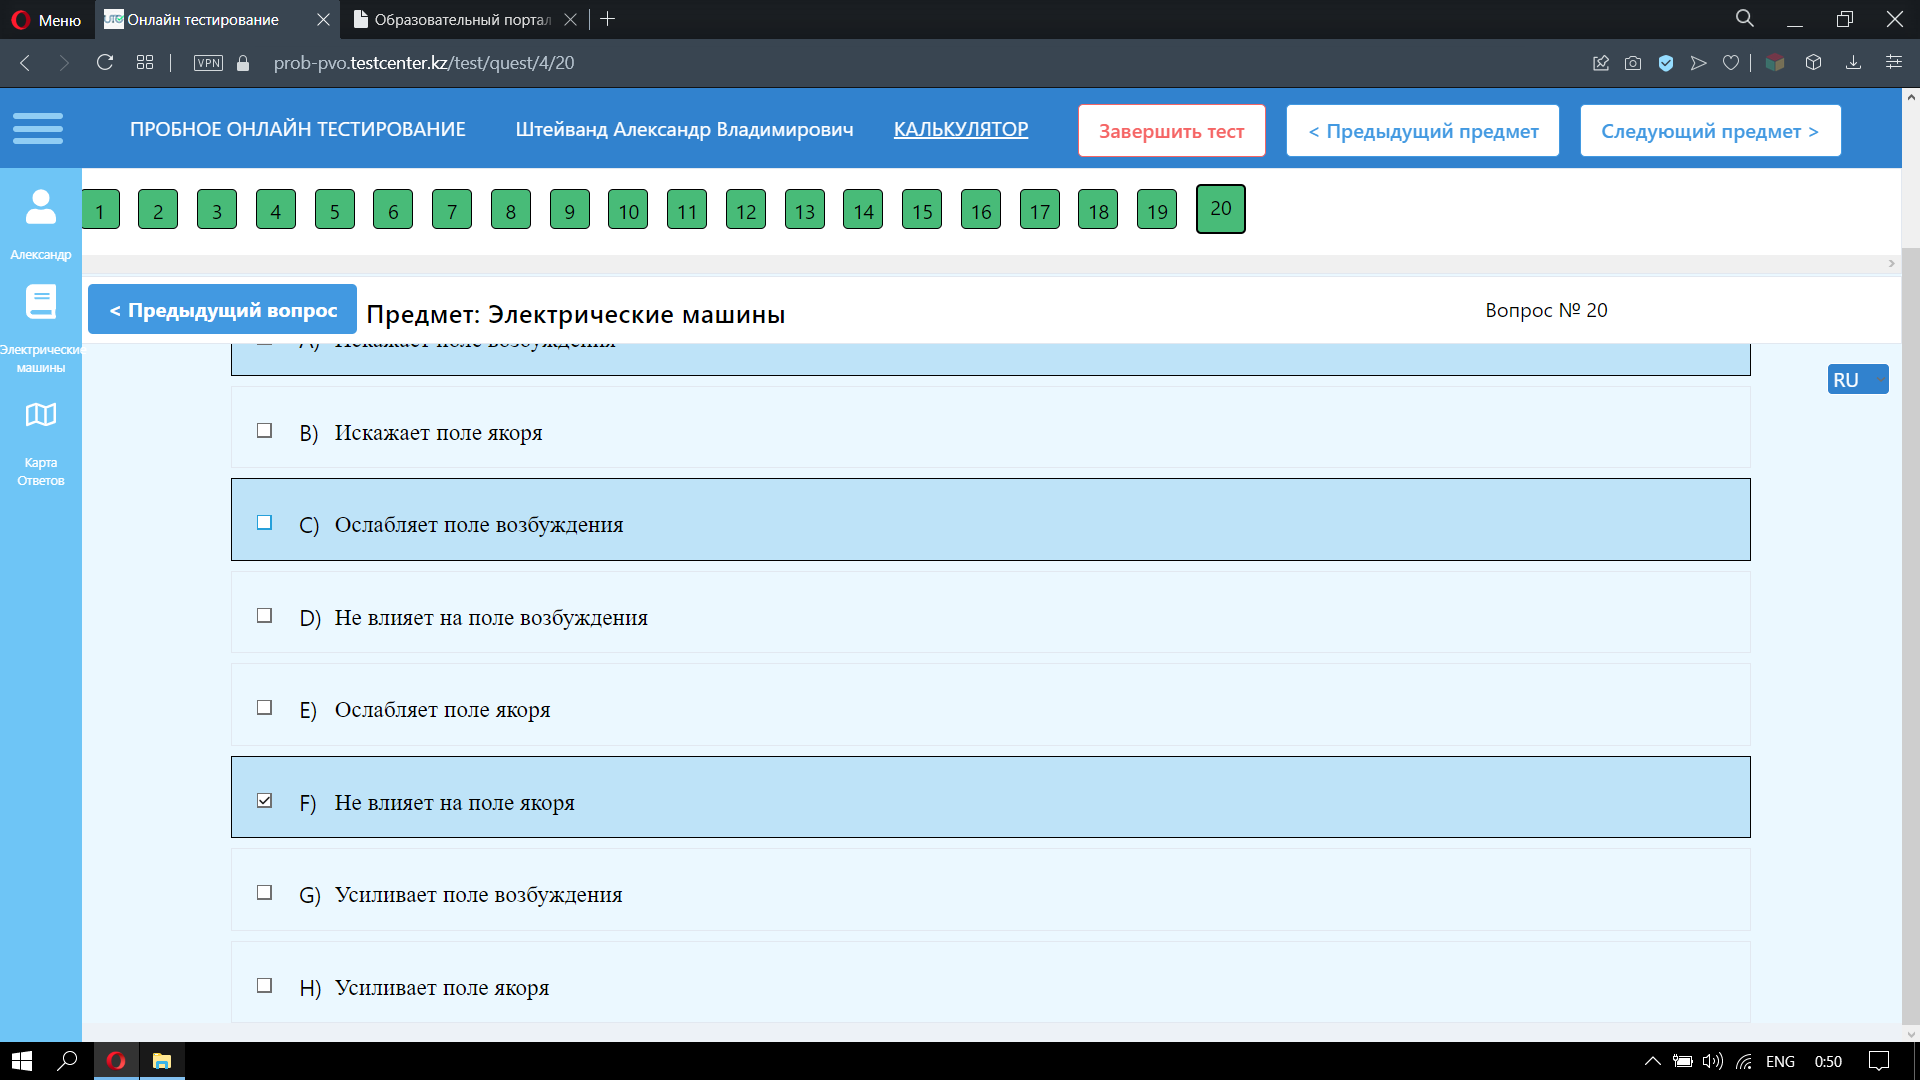 Меню
Онлайн тестирование
Образовательный портал
VPN
prob-pvo.testcenter.kz/test/quest/4/20
ПРОБНОЕ ОНЛАЙН ТЕСТИРОВАНИЕ
Штейванд Александр Владимирович
КАЛЬКУЛЯТОР
Завершить тест
< Предыдущий предмет
Следующий предмет >
1 2 3 4 5 6 7 8 9 10 11 12 13 14 15 16 17 18 19 20
Александр
Электрические
машины
Карта
Ответов
< Предыдущий вопрос
Предмет: Электрические машины
Вопрос № 20
RU
A) Искажает поле возбуждения
B) Искажает поле якоря
C) Ослабляет поле возбуждения
D) Не влияет на поле возбуждения
E) Ослабляет поле якоря
F) Не влияет на поле якоря
G) Усиливает поле возбуждения
H) Усиливает поле якоря
ENG
0:50